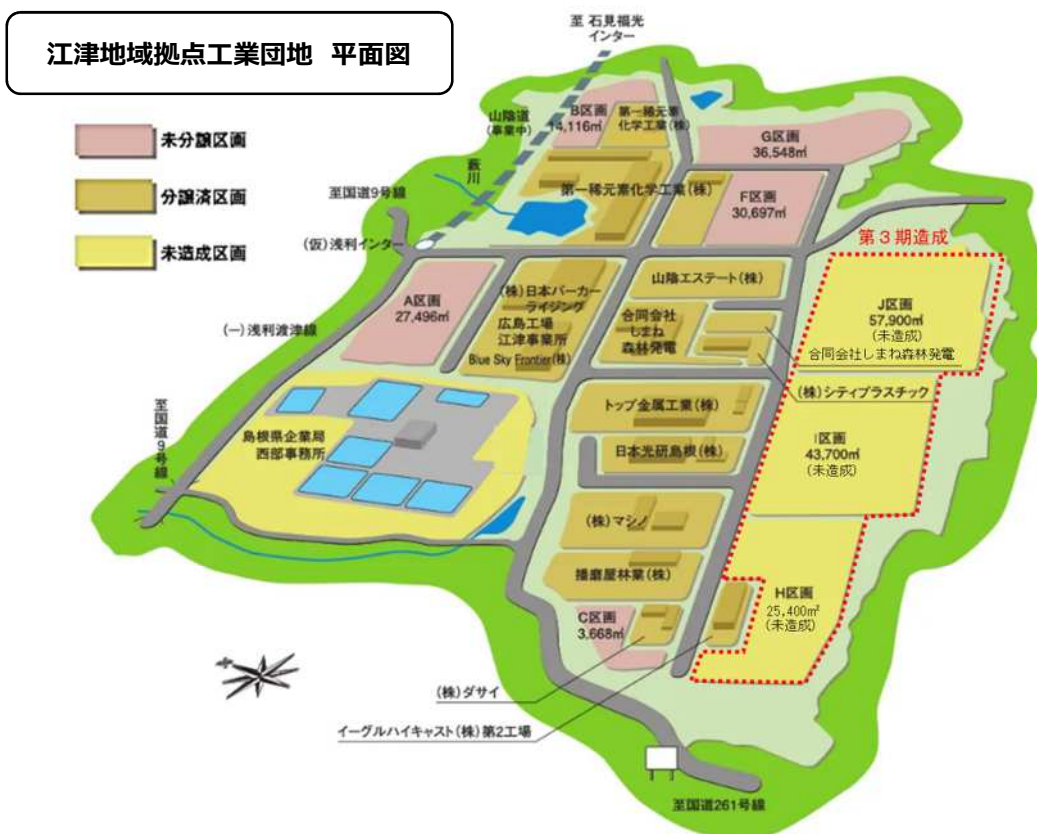 江津地域拠点工業団地 平面図
未分譲区画
分譲済区画
未造成区画
至 石見福光
インター
山陰道
(事業中)
藪川
至国道9号線
(仮)浅利インター
(一)浅利渡津線
至国道9号線
B区画
14,116㎡
第一稀元素
化学工業(株)
G区画
36,548㎡
第一稀元素化学工業(株)
F区画
30,697㎡
第3期造成
A区画
27,496㎡
(株)日本パーカー
ライジング
広島工場
江津事業所
Blue Sky Frontier(株)
山陰エステート(株)
合同会社
しまね
森林発電
J区画
57,900㎡
(未造成)
合同会社しまね森林発電
(株)シティプラスチック
トップ金属工業(株)
島根県企業局
西部事務所
日本光研島根(株)
I区画
43,700㎡
(未造成)
(株)マシノ
播磨屋林業(株)
H区画
25,400㎡
(未造成)
C区画
3,668㎡
(株)ダサイ
イーグルハイキャスト(株)第2工場
至国道261号線